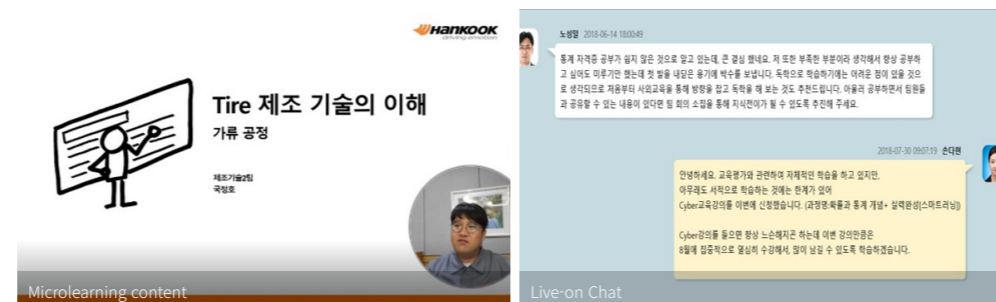 HANKOOK
driving emotion
Tire 제조 기술의 이해
가류 공정
제조기술2팀
국정호
Microlearning content
노성일 2018-06-14 18:00:49
통계 자격증 공부가 쉽지 않은 것으로 알고 있는데, 큰 결심 했네요. 저 또한 부족한 부분이라 생각해서 항상 공부하
고 싶어도 미루기만 했는데 첫 발을 내딛은 용기에 박수를 보냅니다. 독학으로 학습하기에는 어려운 점이 있을 것으
로 생각되므로 처음부터 사외교육을 통해 방향을 잡고 독학을 해 보는 것도 추천드립니다. 아울러 공부하면서 팀원들
과 공유할 수 있는 내용이 있다면 팀 회의 소집을 통해 지식전이가 될 수 있도록 추진해 주세요.
2018-07-30 09:07:19 손다현
안녕하세요. 교육평가와 관련하여 자체적인 학습을 하고 있지만,
아무래도 서적으로 학습하는 것에는 한계가 있어
Cyber교육강의를 이번에 신청했습니다. (과정명:확률과 통계 개념+ 실력완성[스마트러닝])
Cyber강의를 들으면 항상 느슨해지곤 하는데 이번 강의만큼은
8월에 집중적으로 열심히 수강해서, 많이 남길 수 있도록 학습하겠습니다.
Live-on Chat